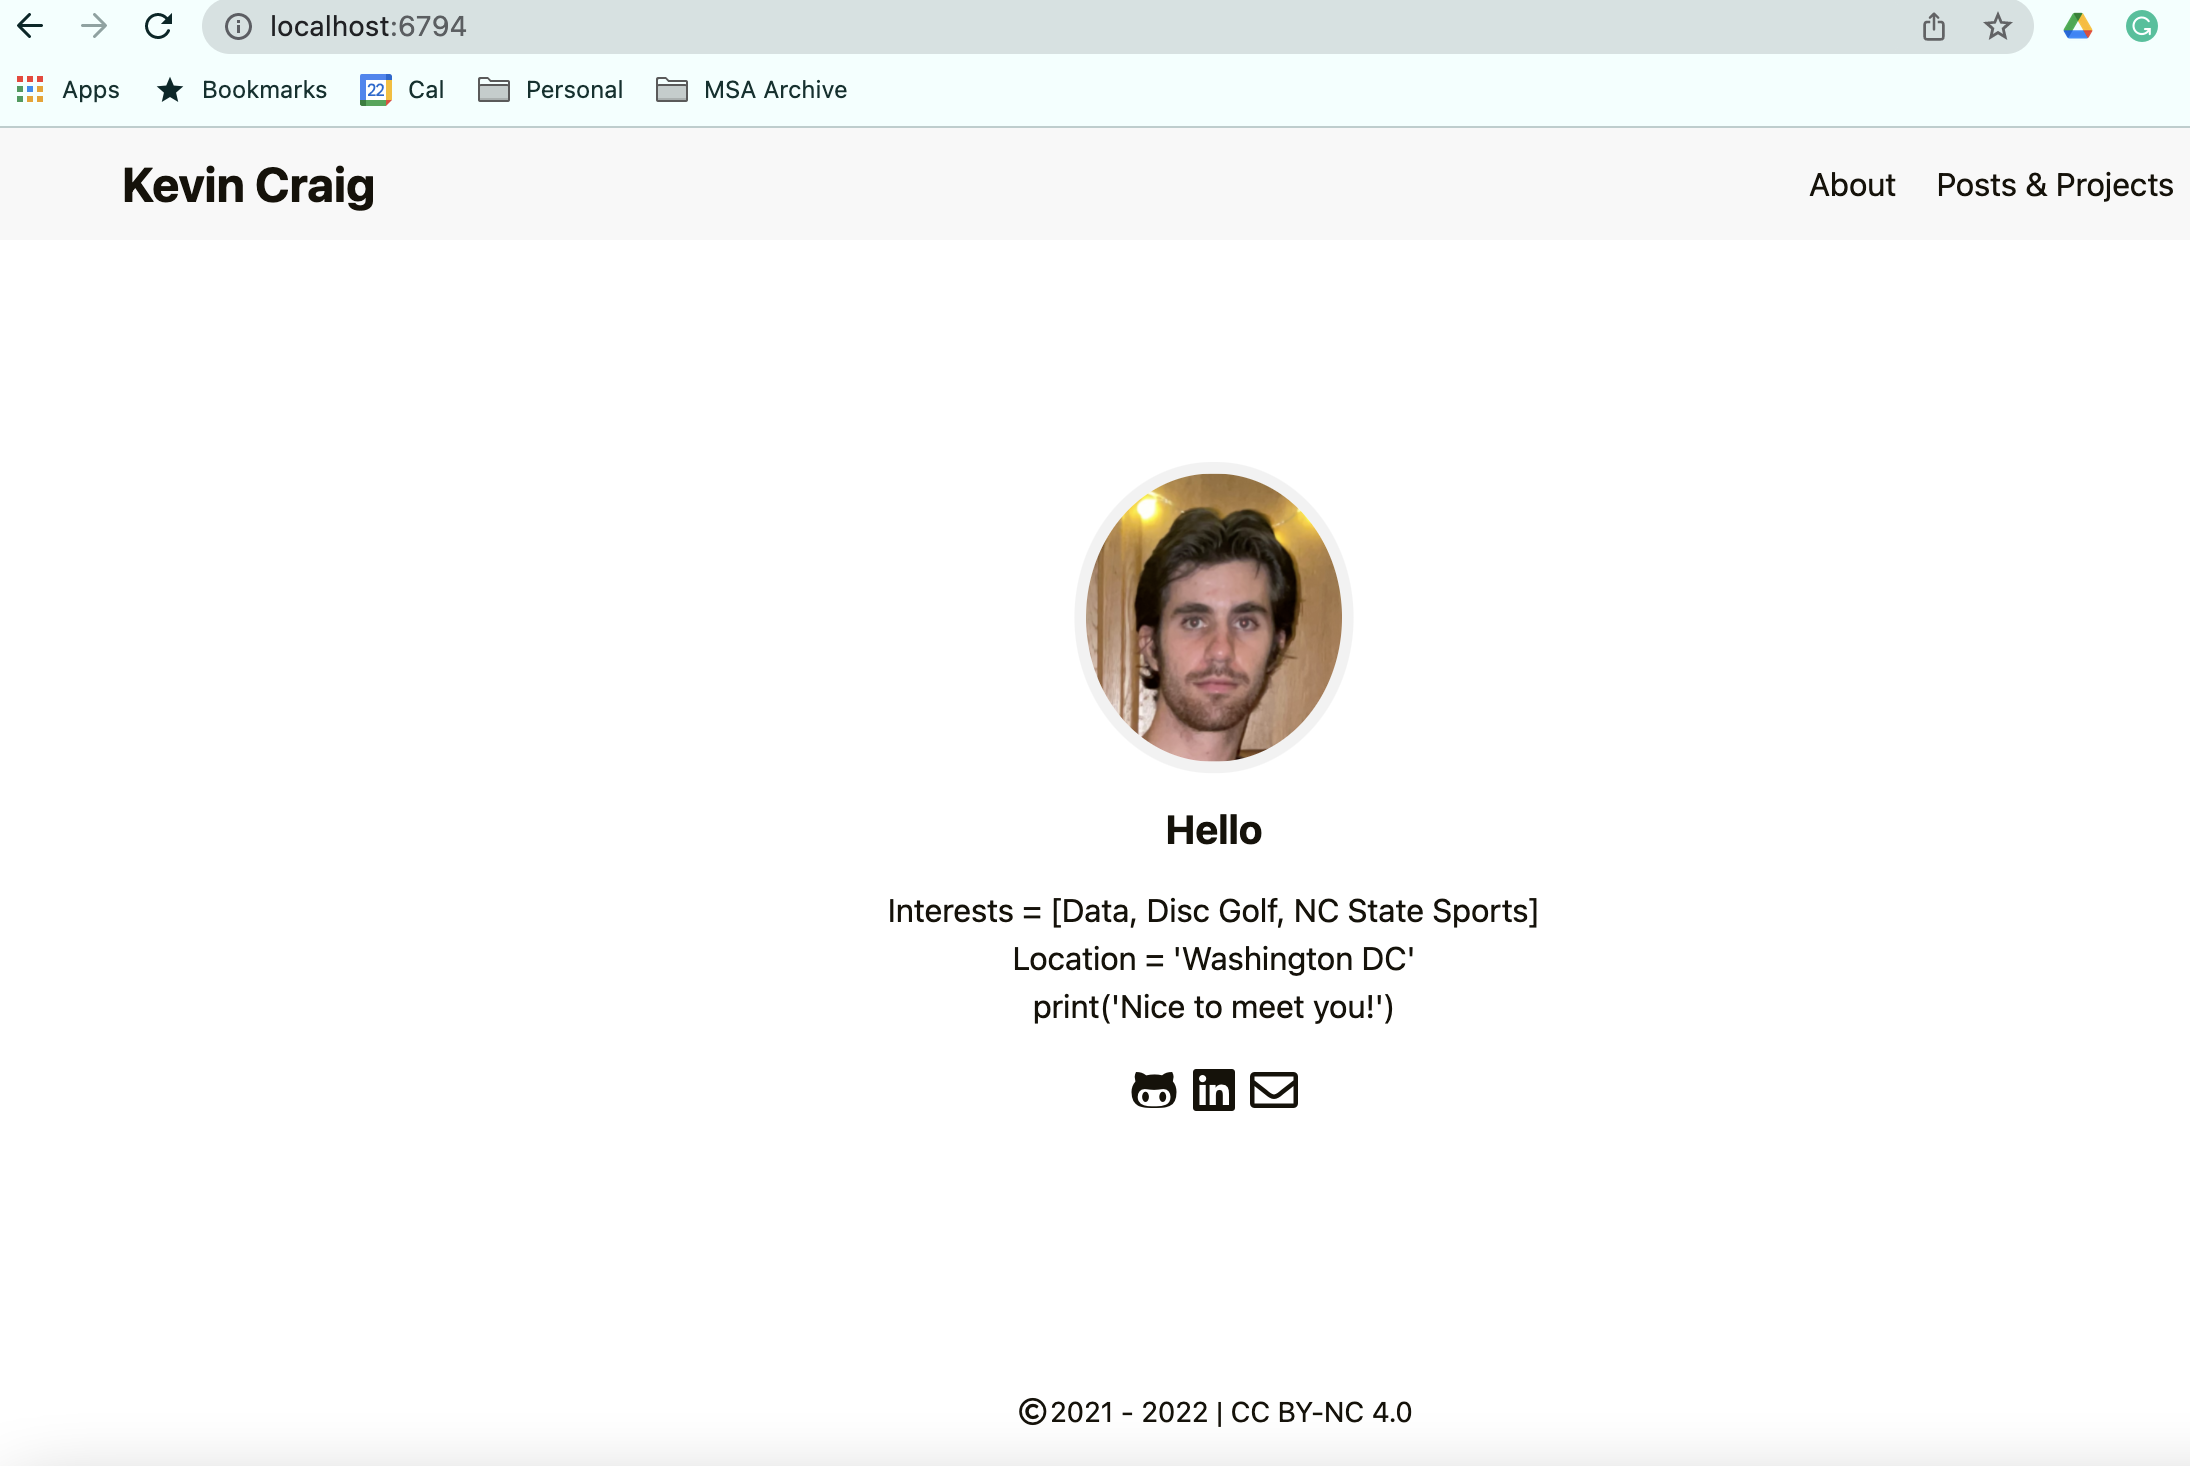 localhost:6794
Apps Bookmarks 22 Cal Personal MSA Archive
Kevin Craig About Posts & Projects
Hello
Interests = [Data, Disc Golf, NC State Sports]
Location = 'Washington DC'
print('Nice to meet you!')
in
©2021 - 2022 | CC BY-NC 4.0